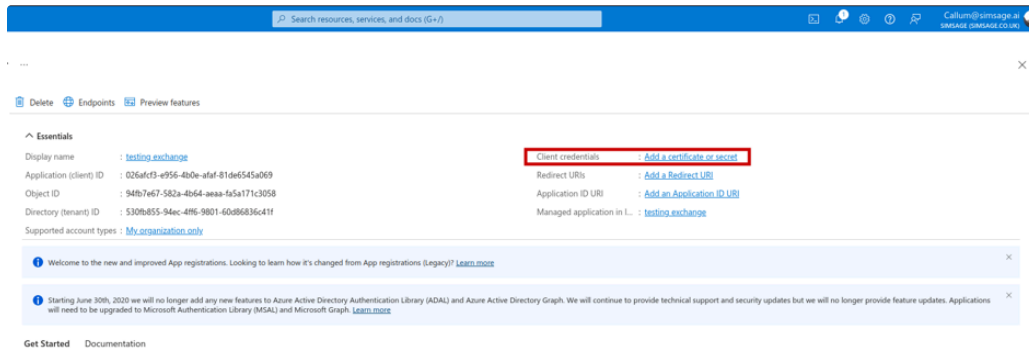 Search resources, services, and docs (G+/)
1
Callum@simsage.ai
SIMSAGE (SIMSAGE.CO.UK)
...
Delete
Endpoints
Preview features
Essentials
Display name : testing exchange
Client credentials : Add a certificate or secret
Application (client) ID : 026afcf3-e956-4b0e-afaf-81de6545a069
Redirect URIs : Add a Redirect URI
Object ID : 94fb7e67-582a-4b64-aeaa-fa5a171c3058
Application ID URI : Add an Application ID URI
Directory (tenant) ID : 530fb855-94ec-4ff6-9801-60d86836c41f
Managed application in l... : testing exchange
Supported account types : My organization only
Welcome to the new and improved App registrations. Looking to learn how it's changed from App registrations (Legacy)? Learn more
Starting June 30th, 2020 we will no longer add any new features to Azure Active Directory Authentication Library (ADAL) and Azure Active Directory Graph. We will continue to provide technical support and security updates but we will no longer provide feature updates. Applications
will need to be upgraded to Microsoft Authentication Library (MSAL) and Microsoft Graph. Learn more
Get Started
Documentation